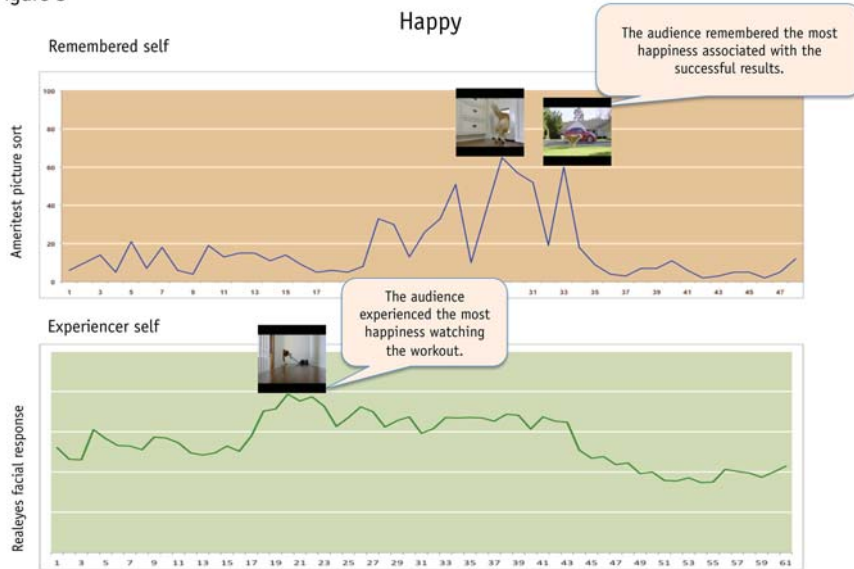 Happy
Remembered self
The audience remembered the most
happiness associated with the
successful results.
Ameritest picture sort
100
80
60
40
20
0
1 3 5 7 9 11 13 15 17 31 33 35 37 39 41 43 45 47
The audience
experienced the most
happiness watching
the workout.
Experiencer self
Realeyes facial response
1 3 5 7 9 11 13 15 17 19 21 23 25 27 29 31 33 35 37 39 41 43 45 47 49 51 53 55 57 59 61